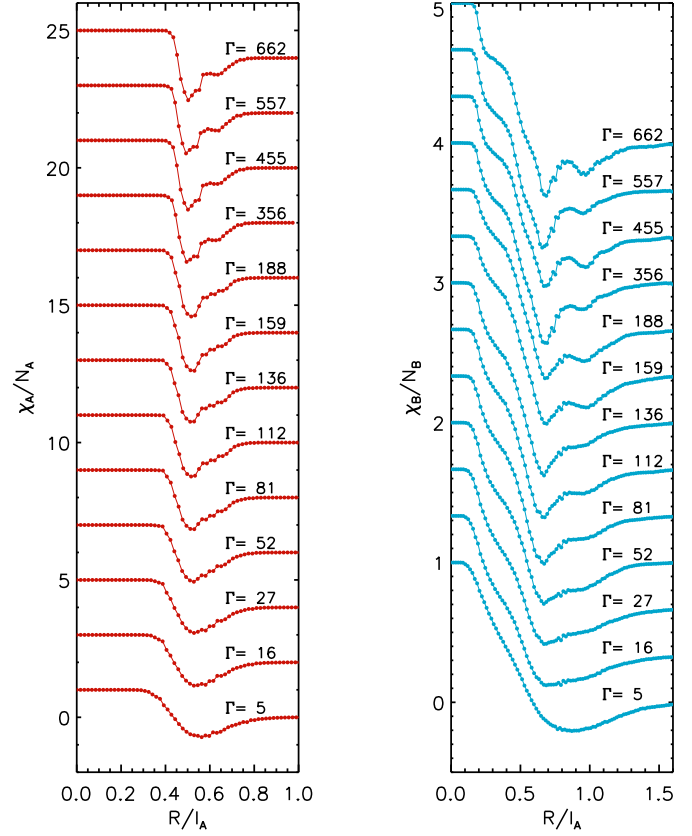 χA/NA
25
20
15
10
5
0
0.0 0.2 0.4 0.6 0.8 1.0
R/lA
Γ= 662
Γ= 557
Γ= 455
Γ= 356
Γ= 188
Γ= 159
Γ= 136
Γ= 112
Γ= 81
Γ= 52
Γ= 27
Γ= 16
Γ= 5
χB/NB
5
4
3
2
1
0
0.0 0.5 1.0 1.5
R/lA
Γ= 662
Γ= 557
Γ= 455
Γ= 356
Γ= 188
Γ= 159
Γ= 136
Γ= 112
Γ= 81
Γ= 52
Γ= 27
Γ= 16
Γ= 5